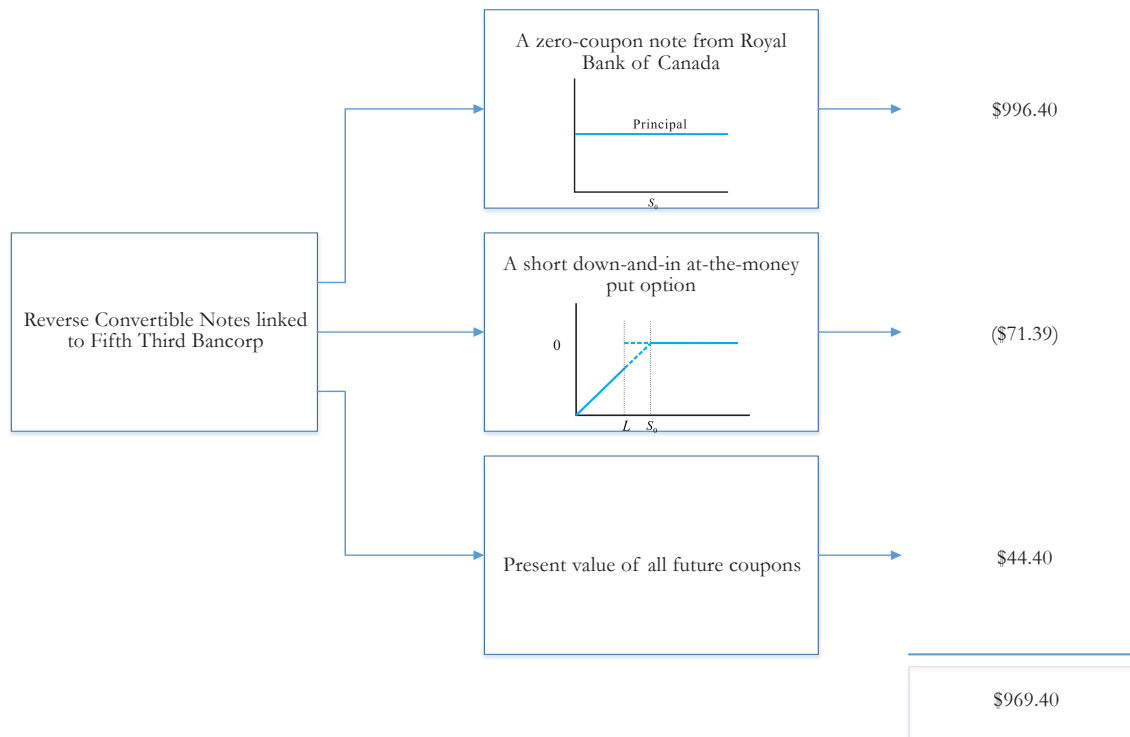 A zero-coupon note from Royal
Bank of Canada
Principal
S₀
$996.40
Reverse Convertible Notes linked
to Fifth Third Bancorp
A short down-and-in at-the-money
put option
0
L S₀
($71.39)
Present value of all future coupons
$44.40
$969.40